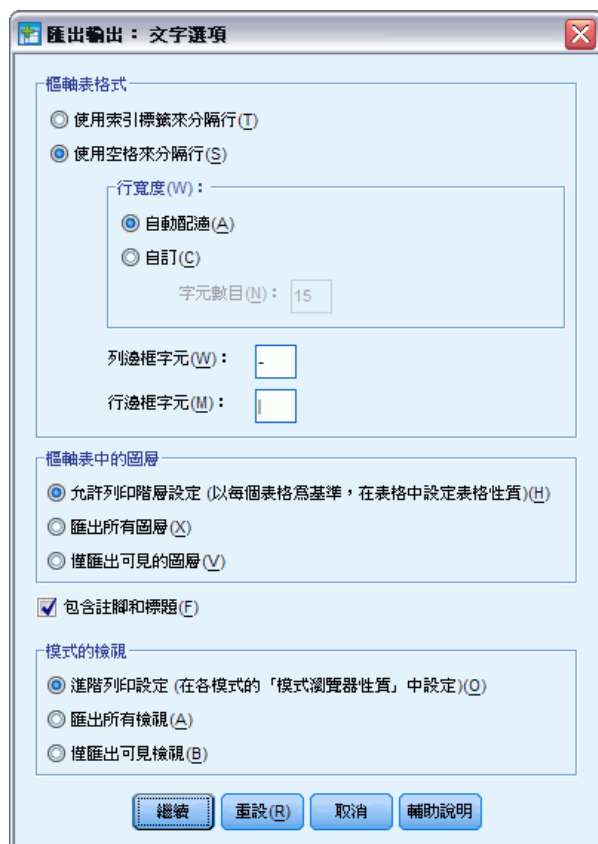 匯出輸出： 文字選項
樞軸表格式
使用索引標籤來分隔行(T)
使用空格來分隔行(S)
行寬度(W)：
自動配適(A)
自訂(C)
字元數目(N)： 15
列邊框字元(W)： -
行邊框字元(M)： |
樞軸表中的圖層
允許列印階層設定 (以每個表格為基準，在表格中設定表格性質)(H)
匯出所有圖層(X)
僅匯出可見的圖層(V)
包含註腳和標題(F)
模式的檢視
進階列印設定 (在各模式的「模式瀏覽器性質」中設定)(O)
匯出所有檢視(A)
僅匯出可見檢視(B)
繼續 重設(R) 取消 輔助說明